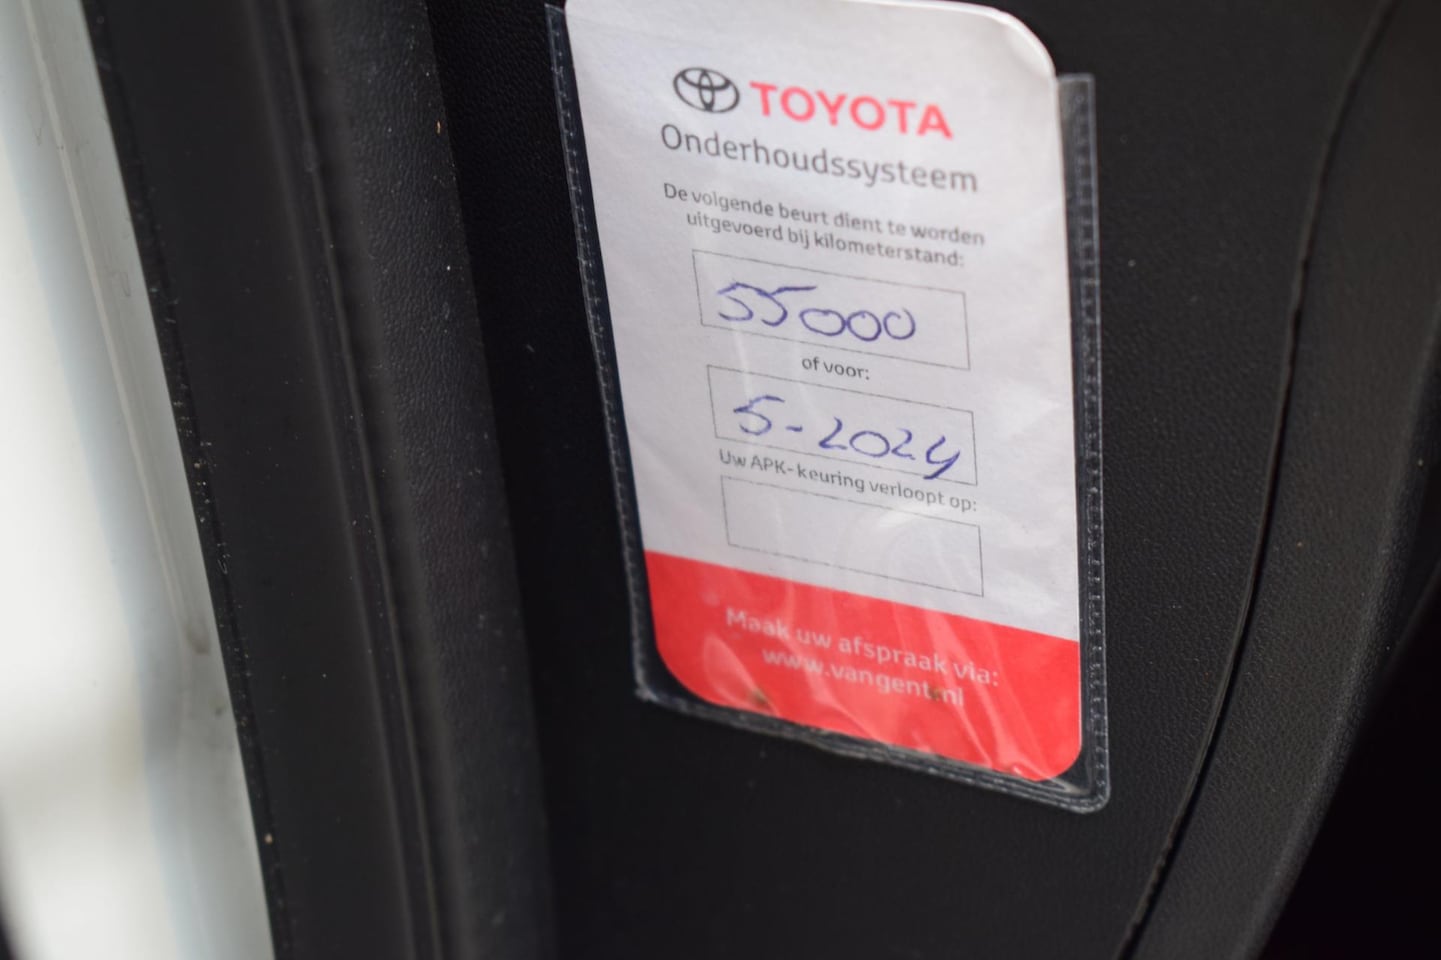 TOYOTA
Onderhoudssysteem
De volgende beurt dient te worden
uitgevoerd bij kilometerstand:
55000
of voor:
5-2024
Uw APK-keuring verloopt op:
Maak uw afspraak via:
www.vangent.nl